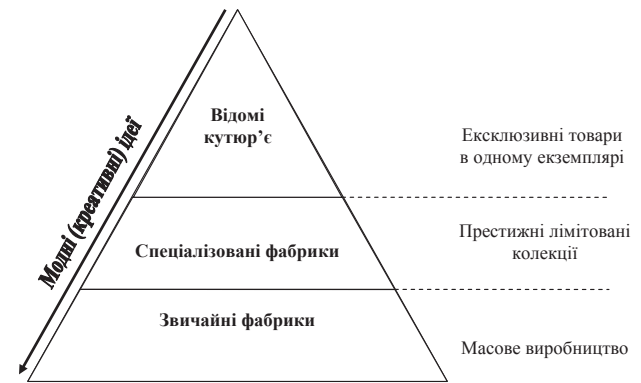 Модні (креативні) ідеї
Відомі
кутюр’є
Ексклюзивні товари
в одному екземплярі
Спеціалізовані фабрики
Престижні лімітовані
колекції
Звичайні фабрики
Масове виробництво